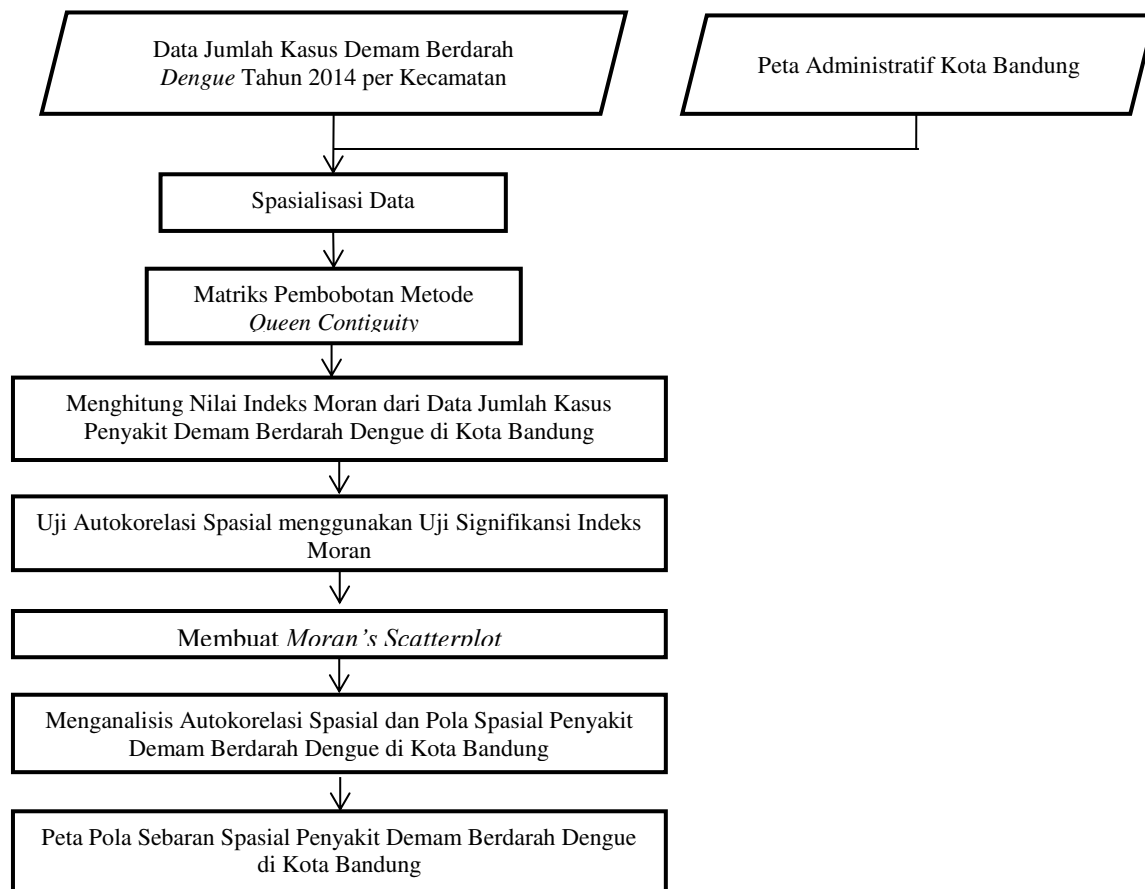 Data Jumlah Kasus Demam Berdarah
Dengue Tahun 2014 per Kecamatan
Peta Administratif Kota Bandung
Spasialisasi Data
Matriks Pembobotan Metode
Queen Contiguity
Menghitung Nilai Indeks Moran dari Data Jumlah Kasus
Penyakit Demam Berdarah Dengue di Kota Bandung
Uji Autokorelasi Spasial menggunakan Uji Signifikansi Indeks
Moran
Membuat Moran's Scatterplot
Menganalisis Autokorelasi Spasial dan Pola Spasial Penyakit
Demam Berdarah Dengue di Kota Bandung
Peta Pola Sebaran Spasial Penyakit Demam Berdarah Dengue
di Kota Bandung